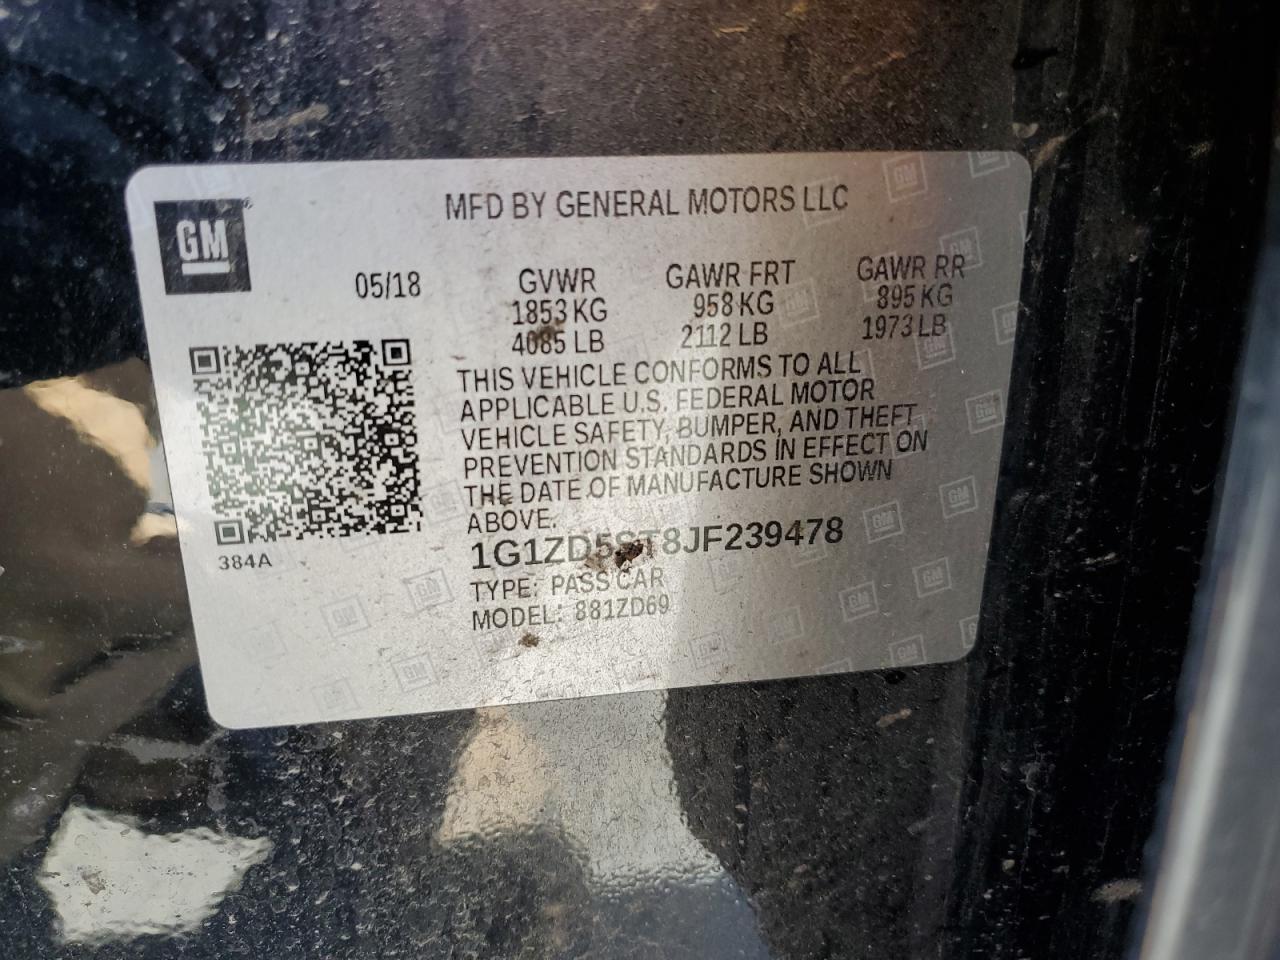 GM
MFD BY GENERAL MOTORS LLC
05/18 GVWR GAWR FRT GAWR RR
1853 KG 958 KG 895 KG
4085 LB 2112 LB 1973 LB
THIS VEHICLE CONFORMS TO ALL
APPLICABLE U.S. FEDERAL MOTOR
VEHICLE SAFETY, BUMPER, AND THEFT
PREVENTION STANDARDS IN EFFECT ON
THE DATE OF MANUFACTURE SHOWN
ABOVE.
1G1ZD5ST8JF239478
384A
TYPE: PASS CAR
MODEL: 881ZD69